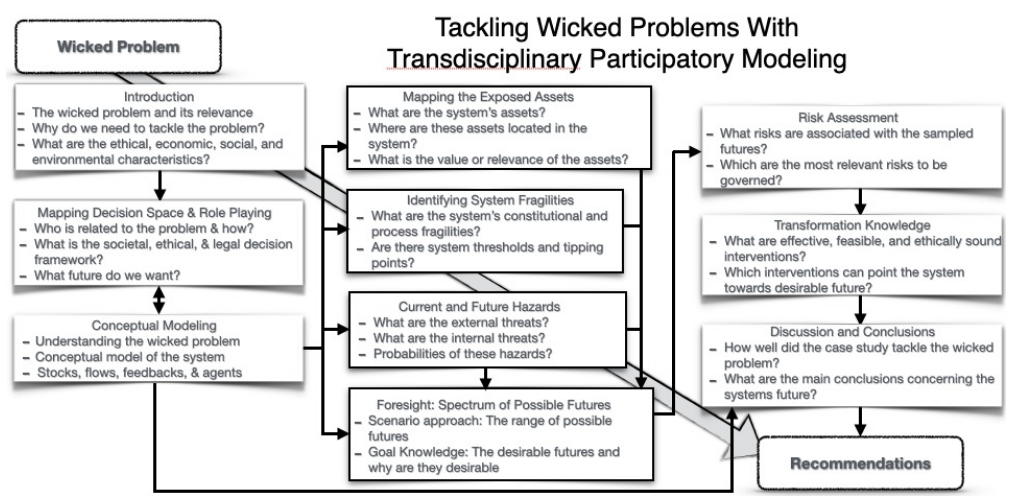 Tackling Wicked Problems With
Transdisciplinary Participatory Modeling
Wicked Problem
Introduction
– The wicked problem and its relevance
– Why do we need to tackle the problem?
– What are the ethical, economic, social, and
environmental characteristics?
Mapping Decision Space & Role Playing
– Who is related to the problem & how?
– What is the societal, ethical, & legal decision
framework?
– What future do we want?
Conceptual Modeling
– Understanding the wicked problem
– Conceptual model of the system
– Stocks, flows, feedbacks, & agents
Mapping the Exposed Assets
– What are the system's assets?
– Where are these assets located in the
system?
– What is the value or relevance of the assets?
Identifying System Fragilities
– What are the system's constitutional and
process fragilities?
– Are there system thresholds and tipping
points?
Current and Future Hazards
– What are the external threats?
– What are the internal threats?
– Probabilities of these hazards?
Foresight: Spectrum of Possible Futures
– Scenario approach: The range of possible
futures
– Goal Knowledge: The desirable futures and
why are they desirable
Risk Assessment
– What risks are associated with the sampled
futures?
– Which are the most relevant risks to be
governed?
Transformation Knowledge
– What are effective, feasible, and ethically sound
interventions?
– Which interventions can point the system
towards desirable future?
Discussion and Conclusions
– How well did the case study tackle the wicked
problem?
– What are the main conclusions concerning the
systems future?
Recommendations